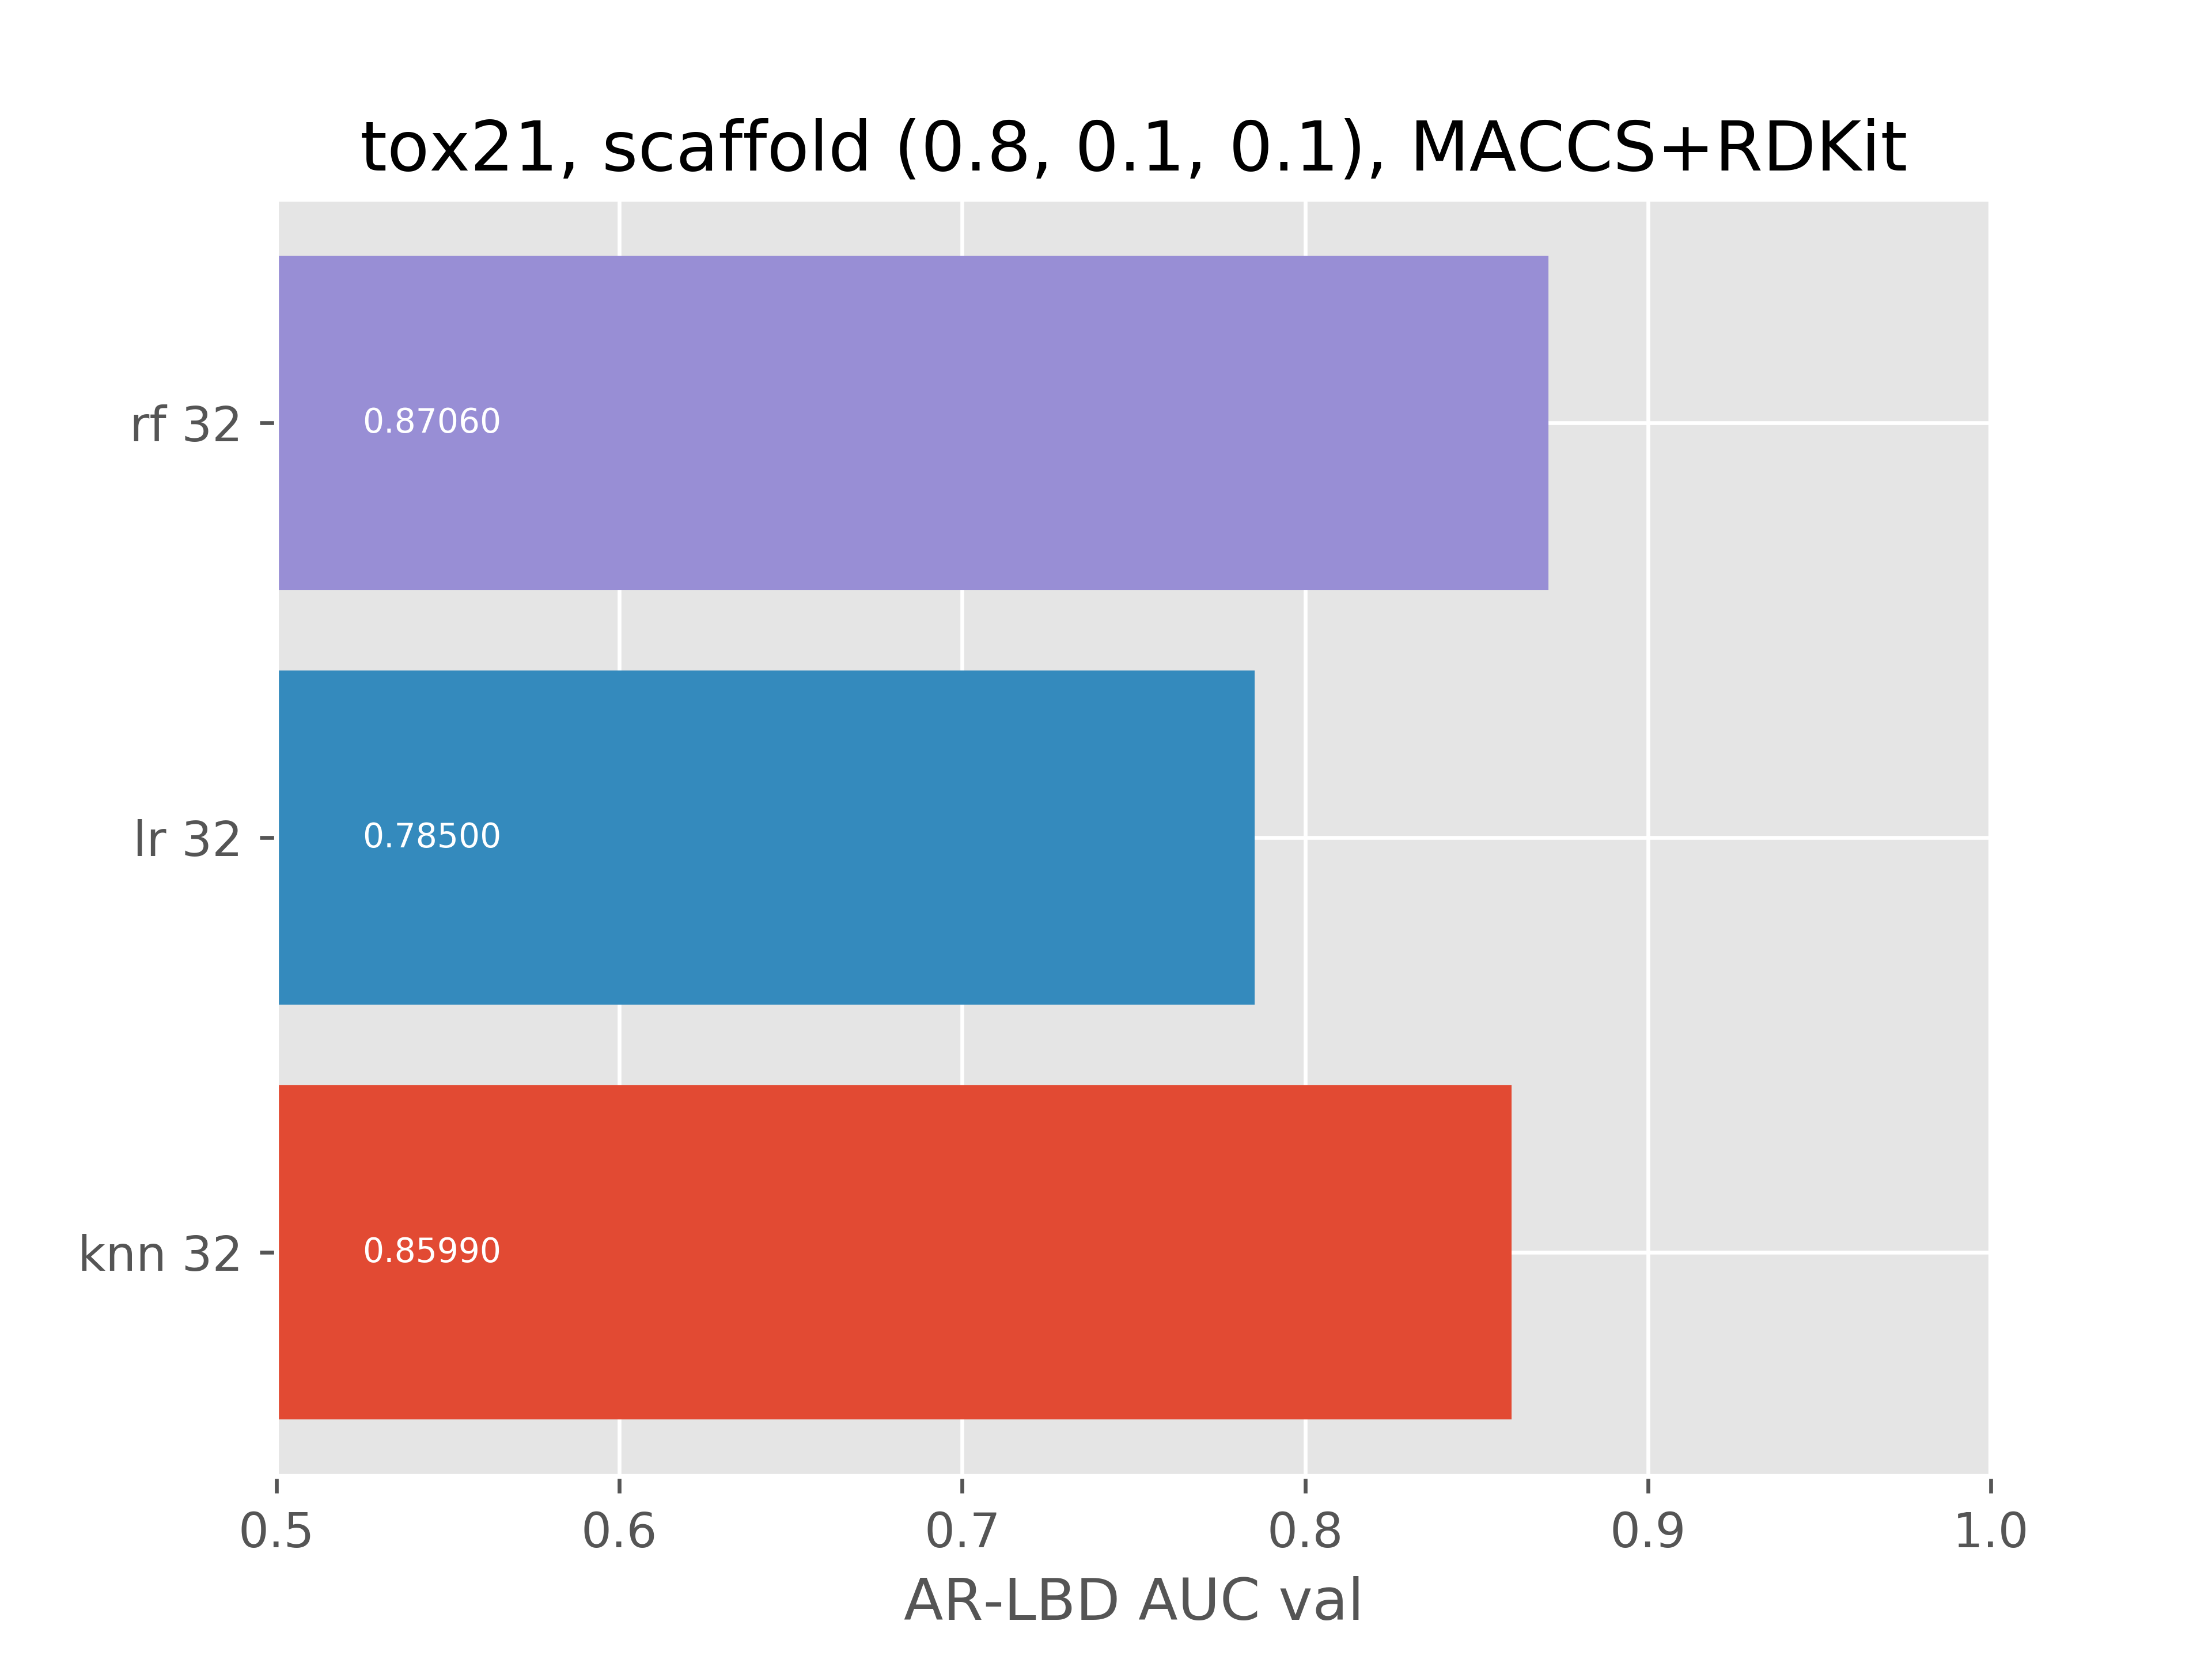 tox21, scaffold (0.8, 0.1, 0.1), MACCS+RDKit
rf 32
0.87060
lr 32
0.78500
knn 32
0.85990
0.5 0.6 0.7 0.8 0.9 1.0
AR-LBD AUC val